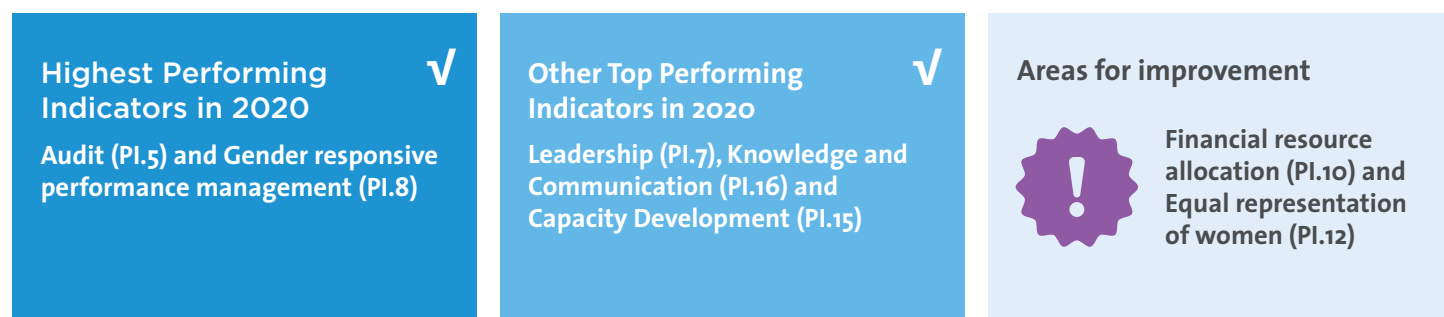 Highest Performing
Indicators in 2020
√
Audit (PI.5) and Gender responsive
performance management (PI.8)
Other Top Performing
Indicators in 2020
√
Leadership (PI.7), Knowledge and
Communication (PI.16) and
Capacity Development (PI.15)
Areas for improvement
!
Financial resource
allocation (PI.10) and
Equal representation
of women (PI.12)